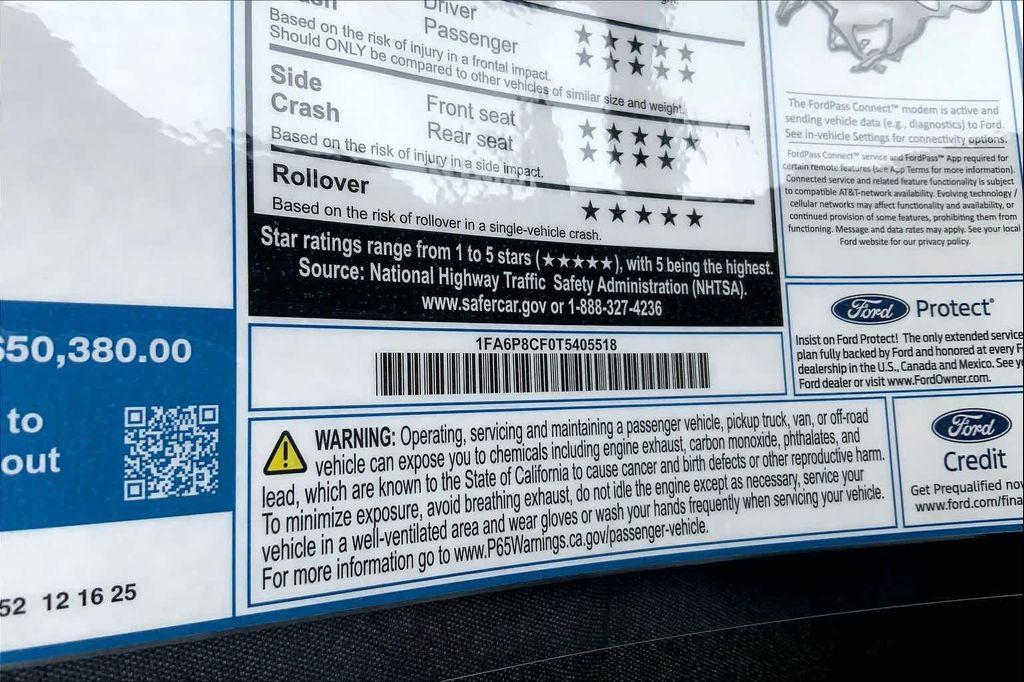 Driver
Passenger ★★★★★
★★★★★
Based on the risk of injury in a frontal impact.
Should ONLY be compared to other vehicles of similar size and weight.
Side
Crash
Front seat ★★★★★
Rear seat ★★★★
Based on the risk of injury in a side impact.
Rollover ★★★★★
Based on the risk of rollover in a single-vehicle crash.
Star ratings range from 1 to 5 stars (★★★★★), with 5 being the highest.
Source: National Highway Traffic Safety Administration (NHTSA).
www.safercar.gov or 1-888-327-4236
$50,380.00
to
out
52 12 16 25
1FA6P8CF0T5405518
WARNING: Operating, servicing and maintaining a passenger vehicle, pickup truck, van, or off-road
vehicle can expose you to chemicals including engine exhaust, carbon monoxide, phthalates, and
lead, which are known to the State of California to cause cancer and birth defects or other reproductive harm.
To minimize exposure, avoid breathing exhaust, do not idle the engine except as necessary, service your
vehicle in a well-ventilated area and wear gloves or wash your hands frequently when servicing your vehicle.
For more information go to www.P65Warnings.ca.gov/passenger-vehicle.
The FordPass Connect™ modem is active and
sending vehicle data (e.g., diagnostics) to Ford.
See in-vehicle Settings for connectivity options.
FordPass Connect™ service and FordPass™ App required for
certain remote features (see App Terms for more information).
Connected service and related feature functionality is subject
to compatible AT&T-network availability. Evolving technology /
cellular networks may affect functionality and availability, or
continued provision of some features, prohibiting them from
functioning. Message and data rates may apply. See your local
Ford website for our privacy policy.
Ford Protect®
Insist on Ford Protect! The only extended service
plan fully backed by Ford and honored at every F
dealership in the U.S., Canada and Mexico. See y
Ford dealer or visit www.FordOwner.com.
Ford
Credit
Get Prequalified now
www.ford.com/fina